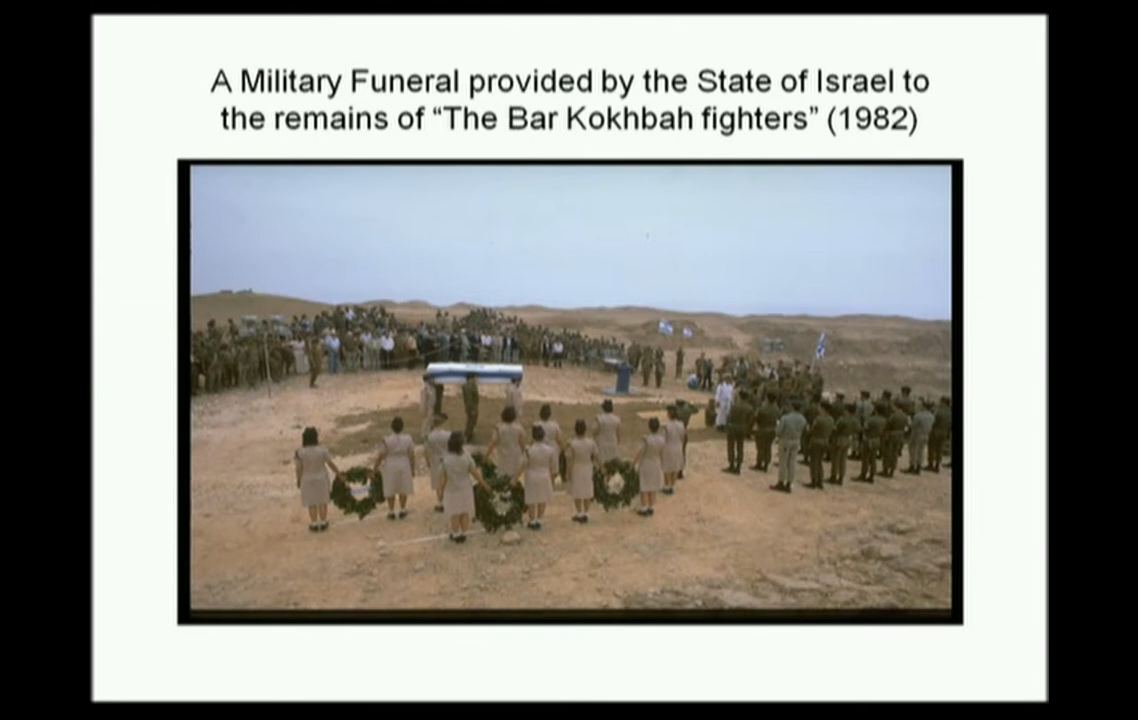 A Military Funeral provided by the State of Israel to
the remains of “The Bar Kokhbah fighters” (1982)